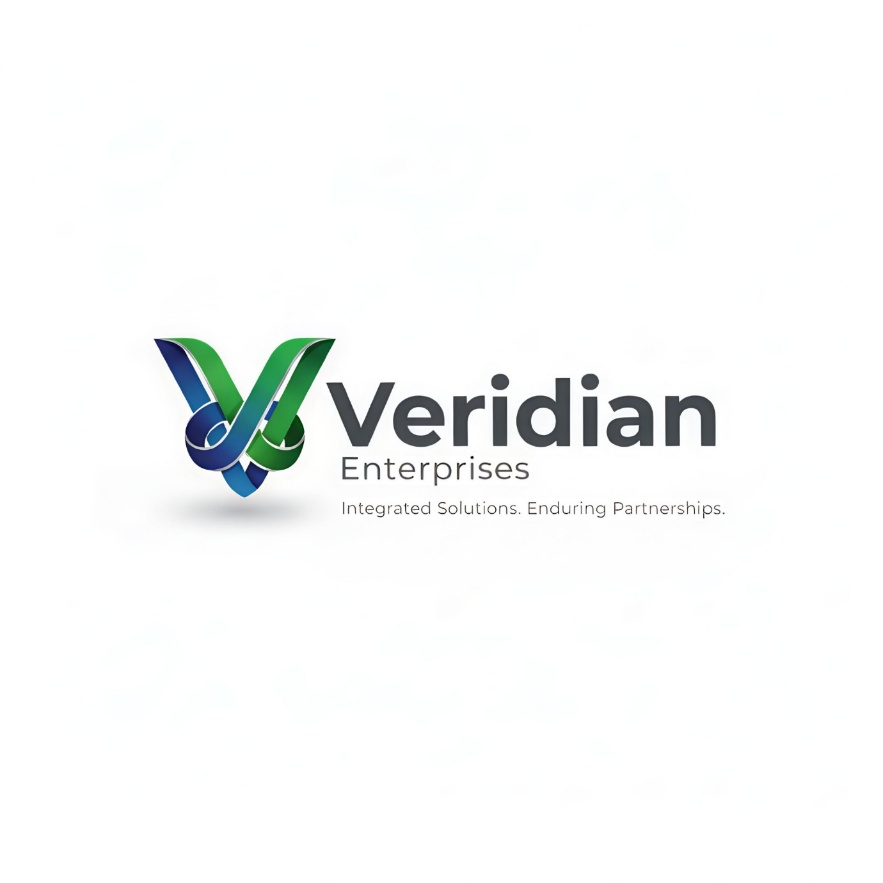 Veridian
Enterprises
Integrated Solutions. Enduring Partnerships.